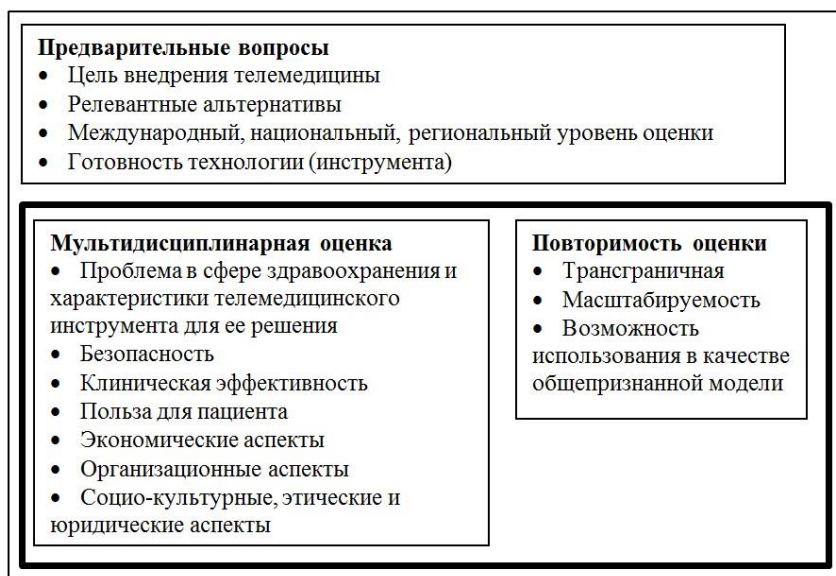 Предварительные вопросы
• Цель внедрения телемедицины
• Релевантные альтернативы
• Международный, национальный, региональный уровень оценки
• Готовность технологии (инструмента)
Мультидисциплинарная оценка
• Проблема в сфере здравоохранения и
характеристики телемедицинского
инструмента для ее решения
• Безопасность
• Клиническая эффективность
• Польза для пациента
• Экономические аспекты
• Организационные аспекты
• Социо-культурные, этические и
юридические аспекты
Повторимость оценки
• Трансграничная
• Масштабируемость
• Возможность
использования в качестве
общепризнанной модели